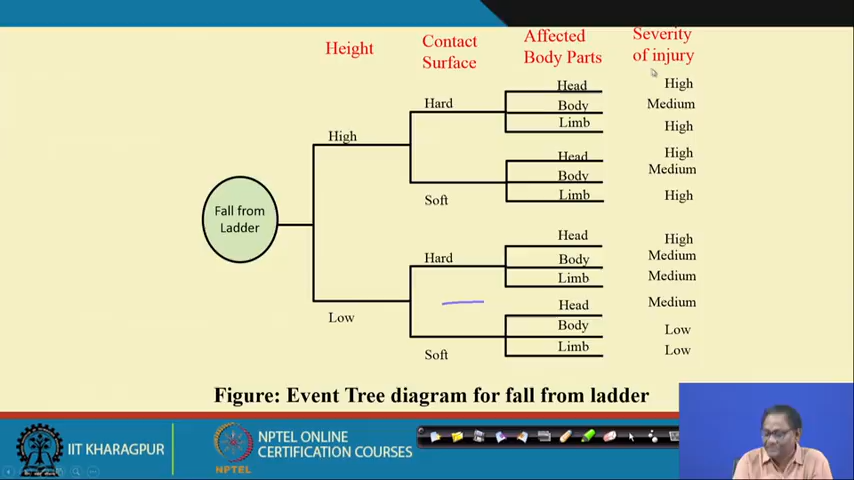 Height
Contact
Surface
Affected
Body Parts
Severity
of injury
Fall from
Ladder
High
Hard
Head
High
Body
Medium
Limb
High
Soft
Head
High
Body
Medium
Limb
High
Low
Hard
Head
High
Body
Medium
Limb
Medium
Soft
Head
Medium
Body
Low
Limb
Low
Figure: Event Tree diagram for fall from ladder
IIT KHARAGPUR
NPTEL
NPTEL ONLINE
CERTIFICATION COURSES